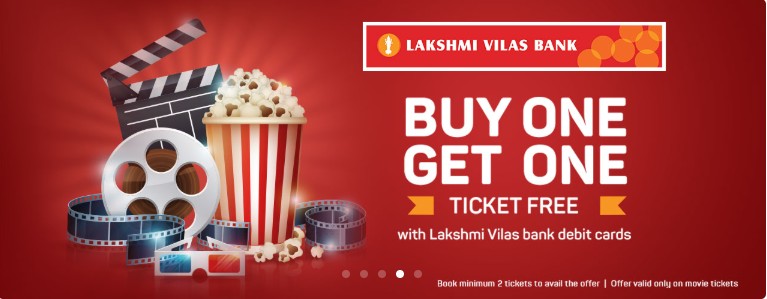 LAKSHMI VILAS BANK
BUY ONE
GET ONE
TICKET FREE
with Lakshmi Vilas bank debit cards
Book minimum 2 tickets to avail the offer | Offer valid only on movie tickets